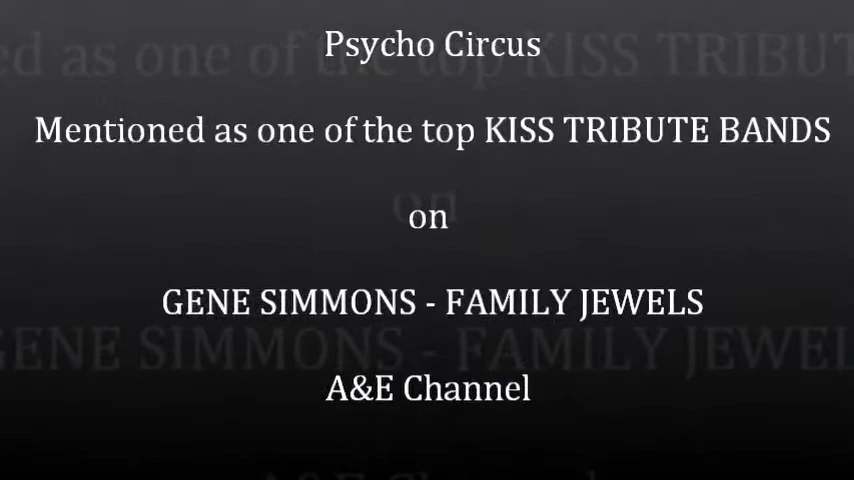 Psycho Circus
Mentioned as one of the top KISS TRIBUTE BANDS
on
GENE SIMMONS - FAMILY JEWELS
A&E Channel